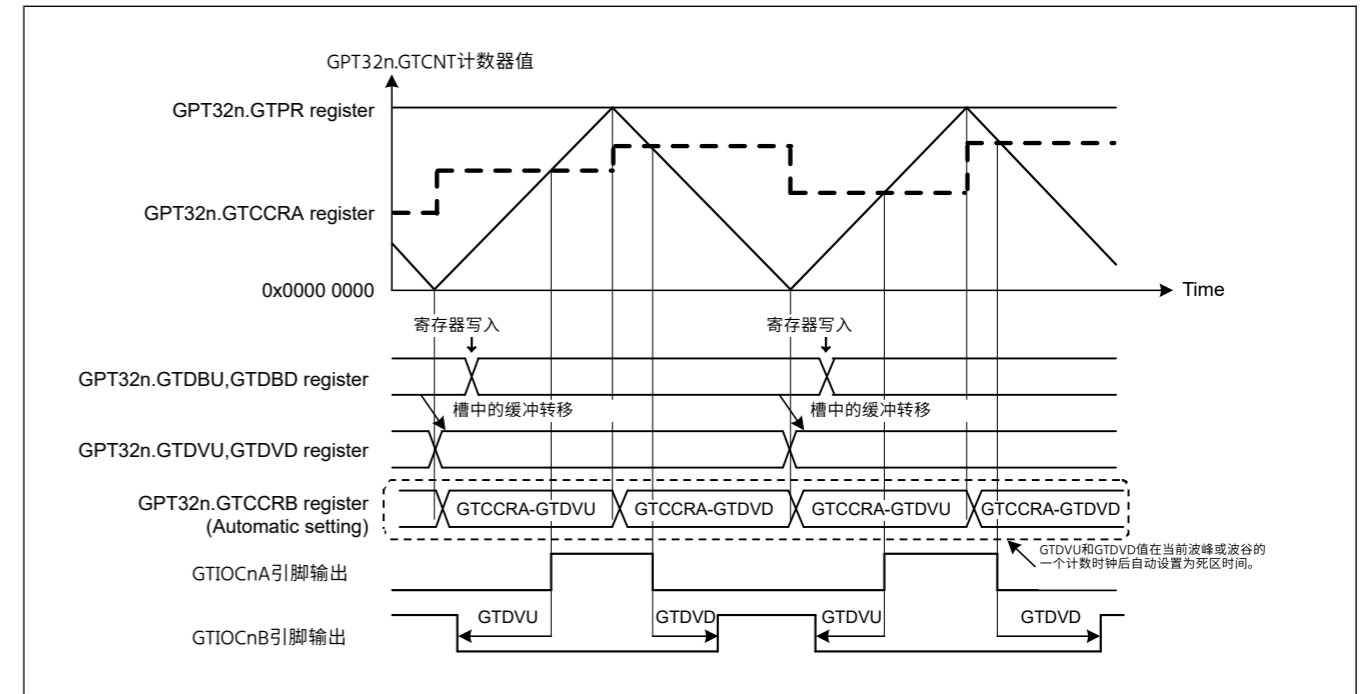 GPT32n.GTCNT计数器值
GPT32n.GTPR register
GPT32n.GTCCRA register
0x0000 0000
Time
寄存器写入
寄存器写入
GPT32n.GTDBU,GTDBD register
槽中的缓冲转移
槽中的缓冲转移
GPT32n.GTDVU,GTDVD register
GPT32n.GTCCRB register
(Automatic setting)
GTCCRA-GTDVU
GTCCRA-GTDVD
GTCCRA-GTDVU
GTCCRA-GTDVD
GTDVU和GTDVD值在当前波峰或波谷的
一个计数时钟后自动设置为死区时间。
GTIOCnA引脚输出
GTDVU
GTDVD
GTDVU
GTDVD
GTIOCnB引脚输出